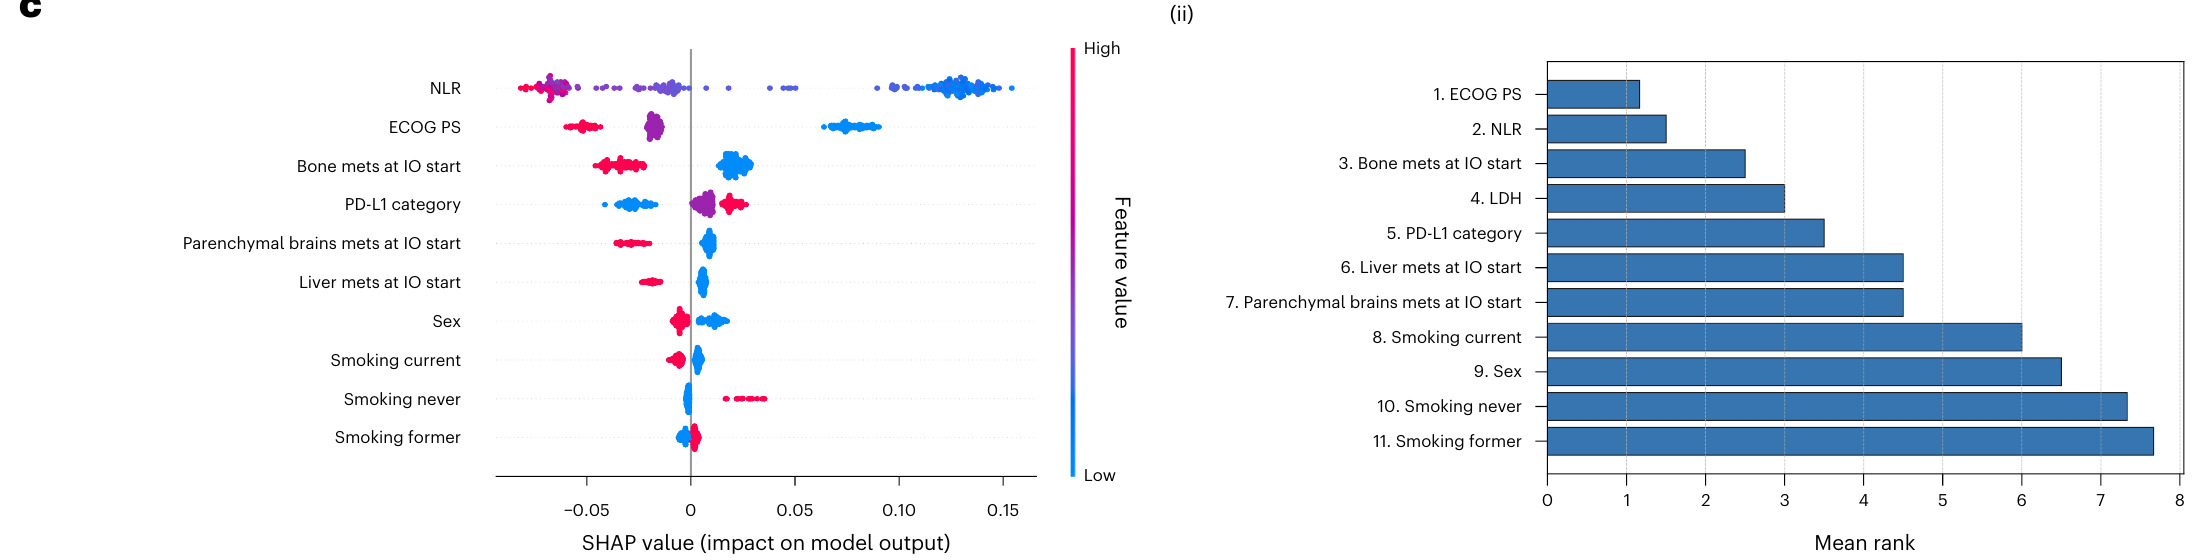 c
(ii)
High
NLR
ECOG PS
Bone mets at IO start
PD-L1 category
Parenchymal brains mets at IO start
Liver mets at IO start
Sex
Smoking current
Smoking never
Smoking former
Feature value
Low
−0.05 0 0.05 0.10 0.15
SHAP value (impact on model output)
1. ECOG PS
2. NLR
3. Bone mets at IO start
4. LDH
5. PD-L1 category
6. Liver mets at IO start
7. Parenchymal brains mets at IO start
8. Smoking current
9. Sex
10. Smoking never
11. Smoking former
0 1 2 3 4 5 6 7 8
Mean rank